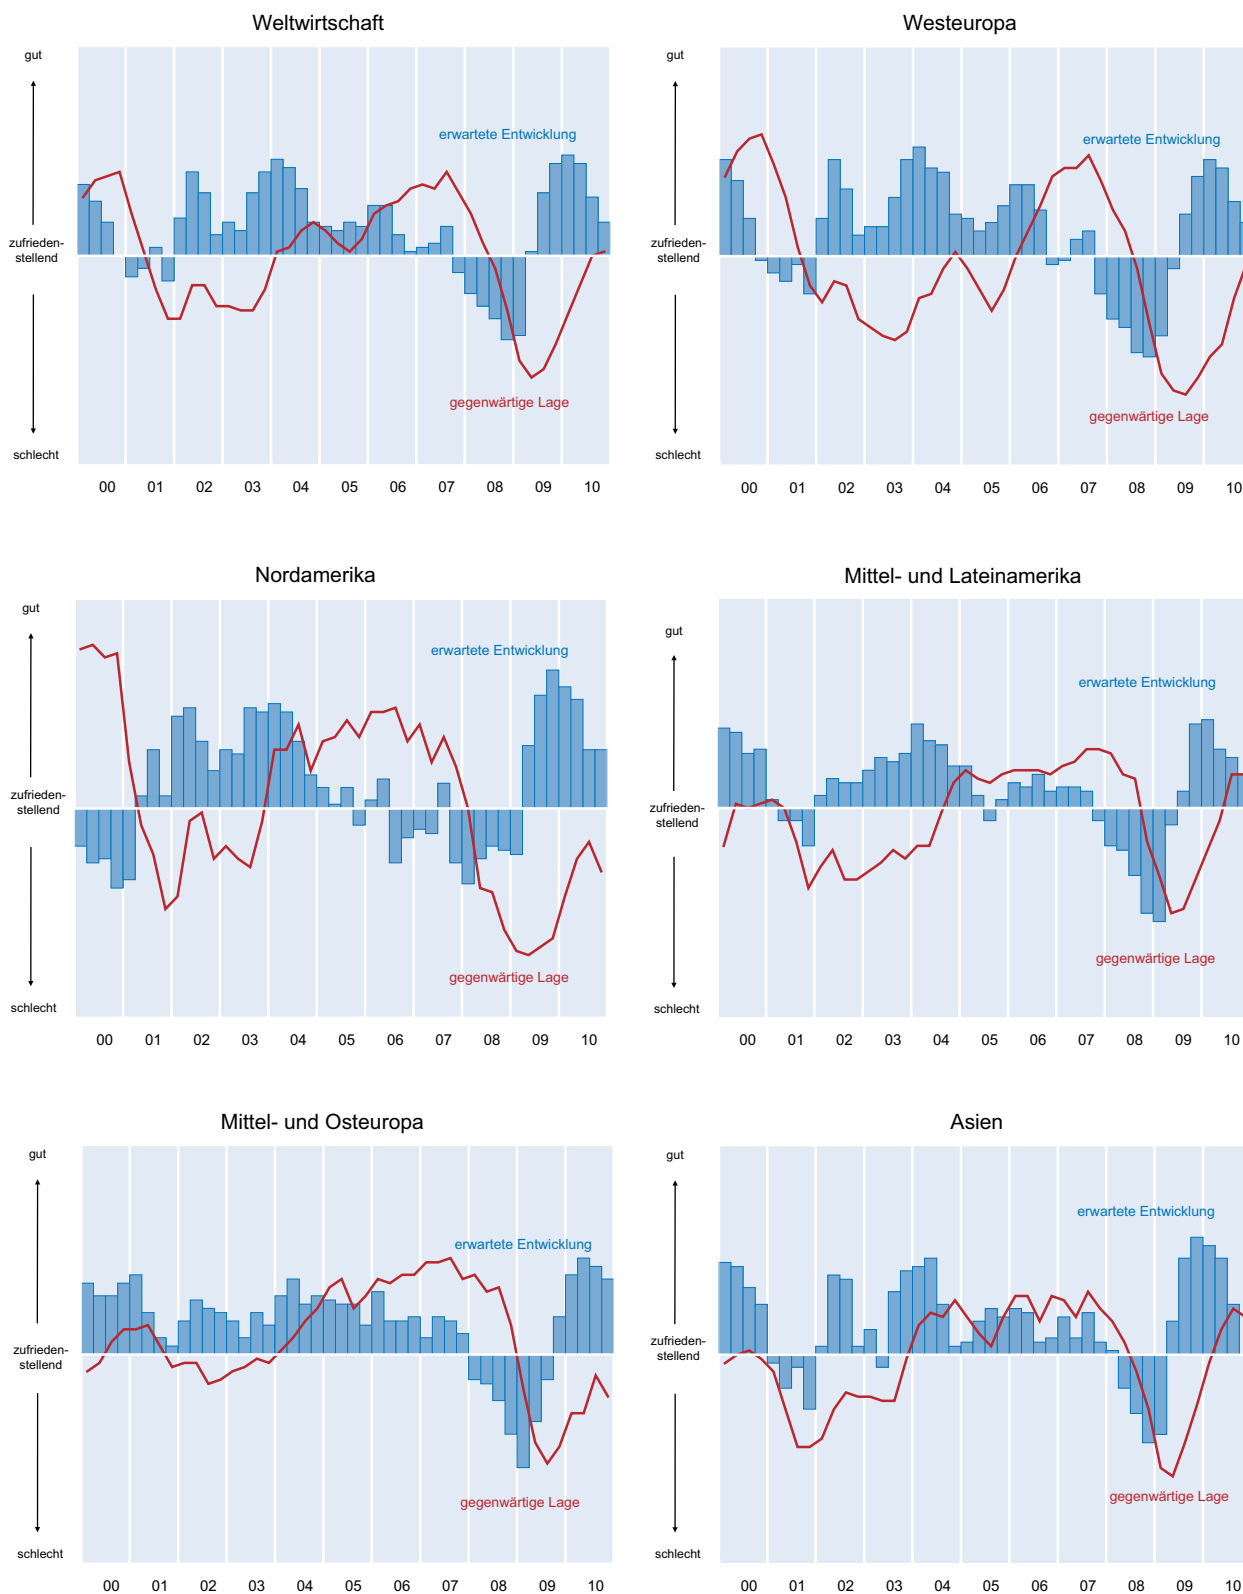 Weltwirtschaft
gut
erwartete Entwicklung
zufrieden-
stellend
gegenwärtige Lage
schlecht
00 01 02 03 04 05 06 07 08 09 10
Westeuropa
gut
erwartete Entwicklung
zufrieden-
stellend
gegenwärtige Lage
schlecht
00 01 02 03 04 05 06 07 08 09 10
Nordamerika
gut
erwartete Entwicklung
zufrieden-
stellend
gegenwärtige Lage
schlecht
00 01 02 03 04 05 06 07 08 09 10
Mittel- und Lateinamerika
gut
erwartete Entwicklung
zufrieden-
stellend
gegenwärtige Lage
schlecht
00 01 02 03 04 05 06 07 08 09 10
Mittel- und Osteuropa
gut
erwartete Entwicklung
zufrieden-
stellend
gegenwärtige Lage
schlecht
00 01 02 03 04 05 06 07 08 09 10
Asien
gut
erwartete Entwicklung
zufrieden-
stellend
gegenwärtige Lage
schlecht
00 01 02 03 04 05 06 07 08 09 10